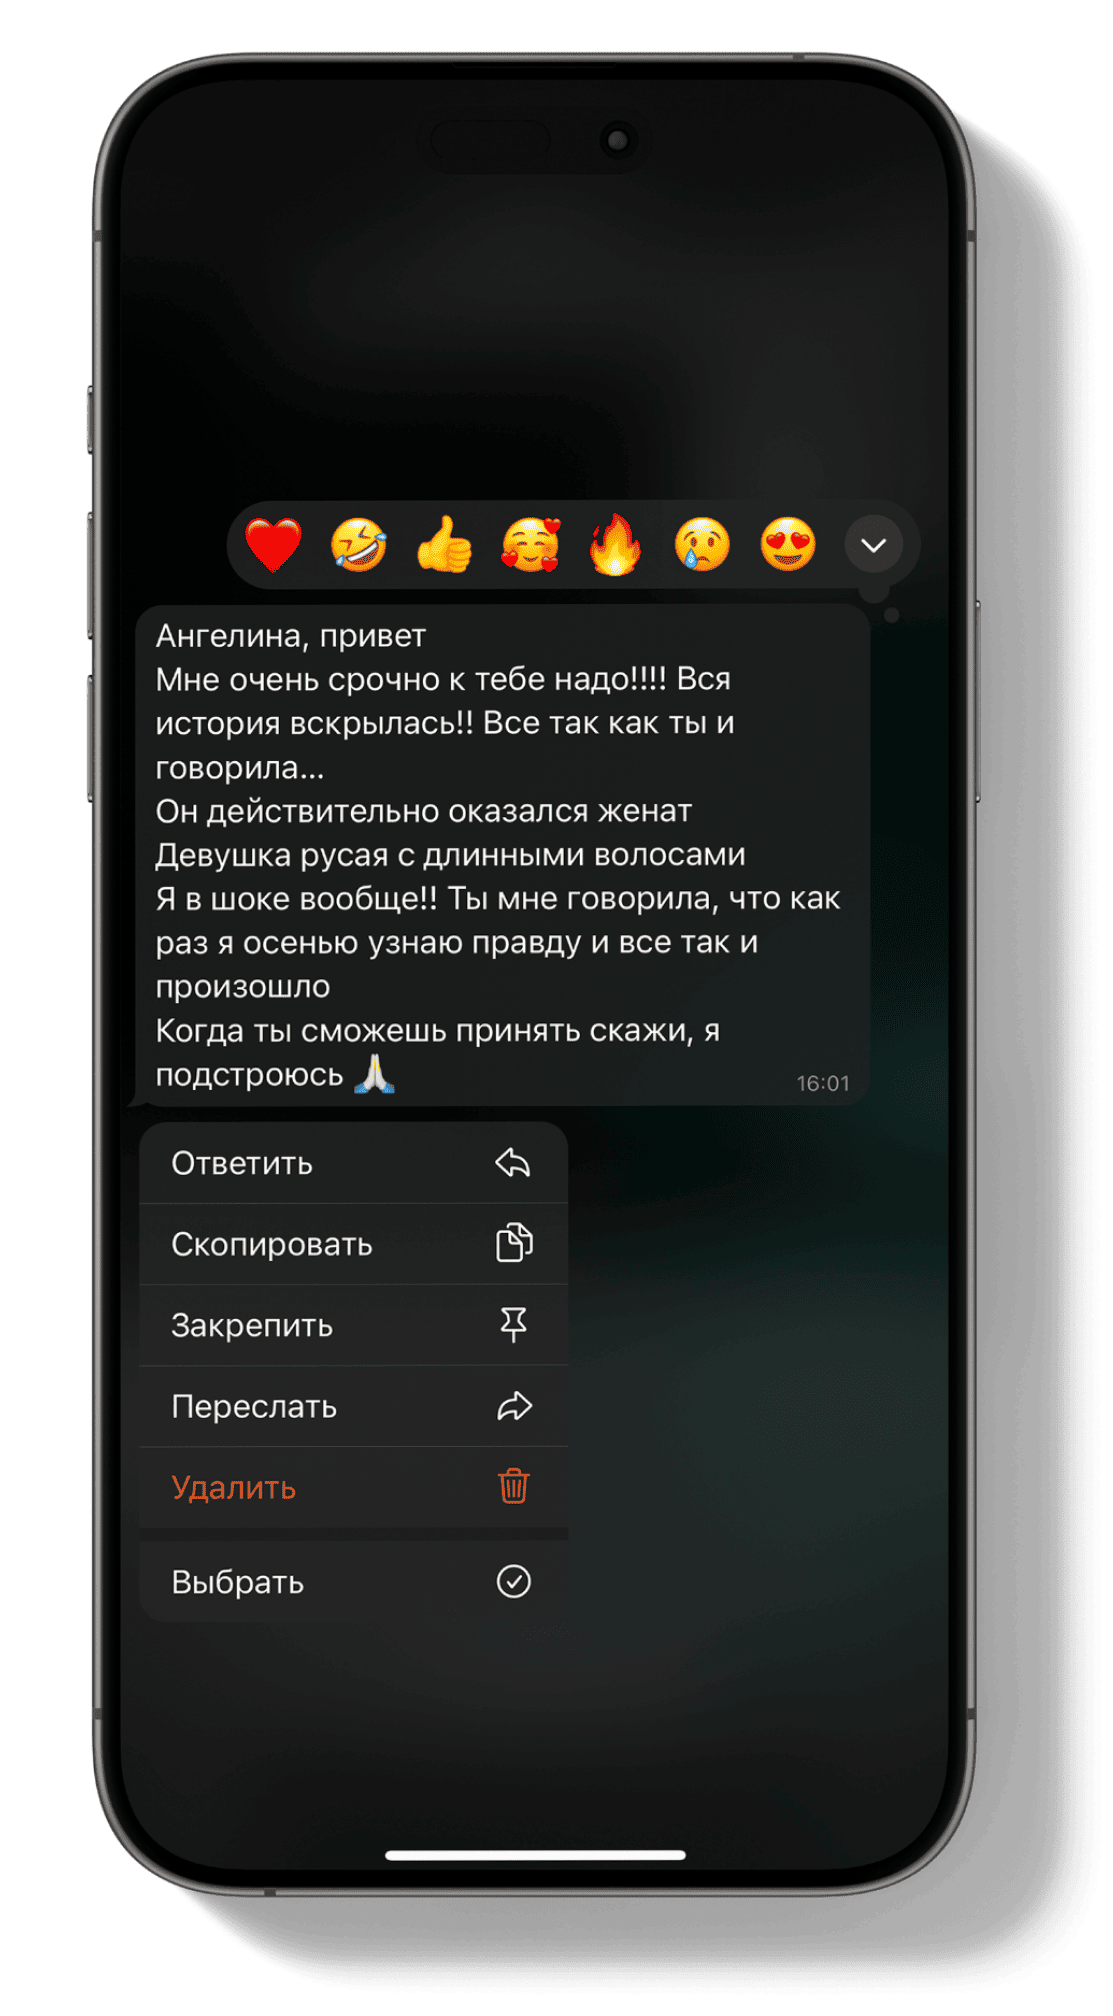 Ангелина, привет
Мне очень срочно к тебе надо!!!! Вся
история вскрылась!! Все так как ты и
говорила...
Он действительно оказался женат
Девушка русая с длинными волосами
Я в шоке вообще!! Ты мне говорила, что как
раз я осенью узнаю правду и все так и
произошло
Когда ты сможешь принять скажи, я
подстроюсь 🙏
16:01
Ответить
Скопировать
Закрепить
Переслать
Удалить
Выбрать